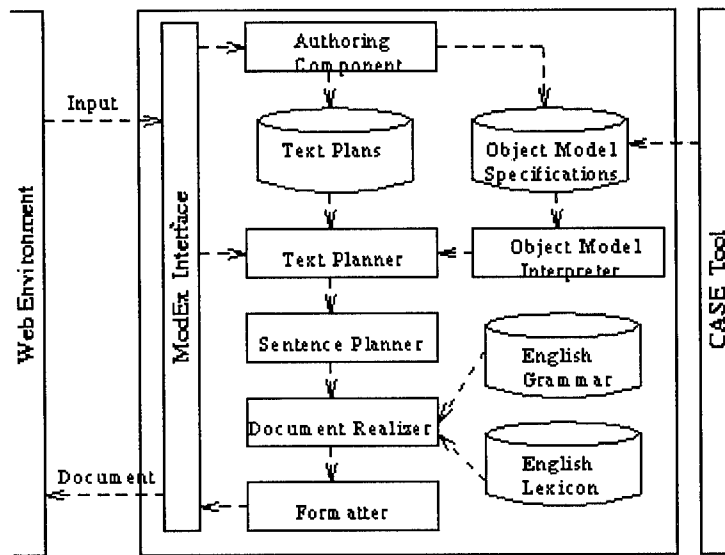 Authoring
Component
Input
Text Plans
Object Model
Specifications
Web Environment
ModEx Interface
CASE Tool
Text Planner
Object Model
Interpreter
Sentence Planner
English
Grammar
Document Realizer
Document
English
Lexicon
Formatter